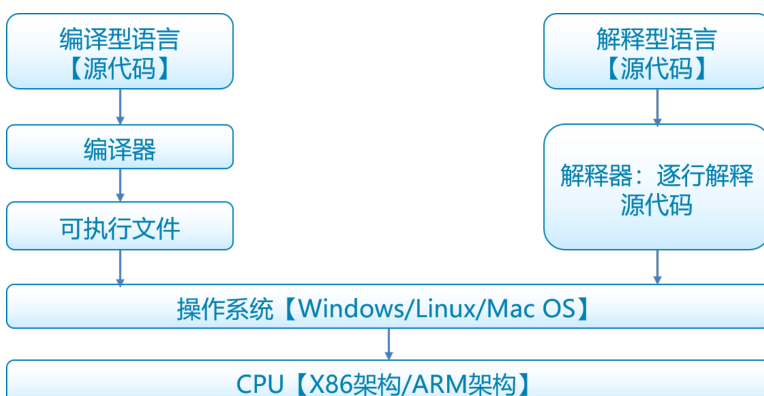 编译型语言
【源代码】
解释型语言
【源代码】
编译器
解释器：逐行解释
源代码
可执行文件
操作系统【Windows/Linux/Mac OS】
CPU【X86架构/ARM架构】